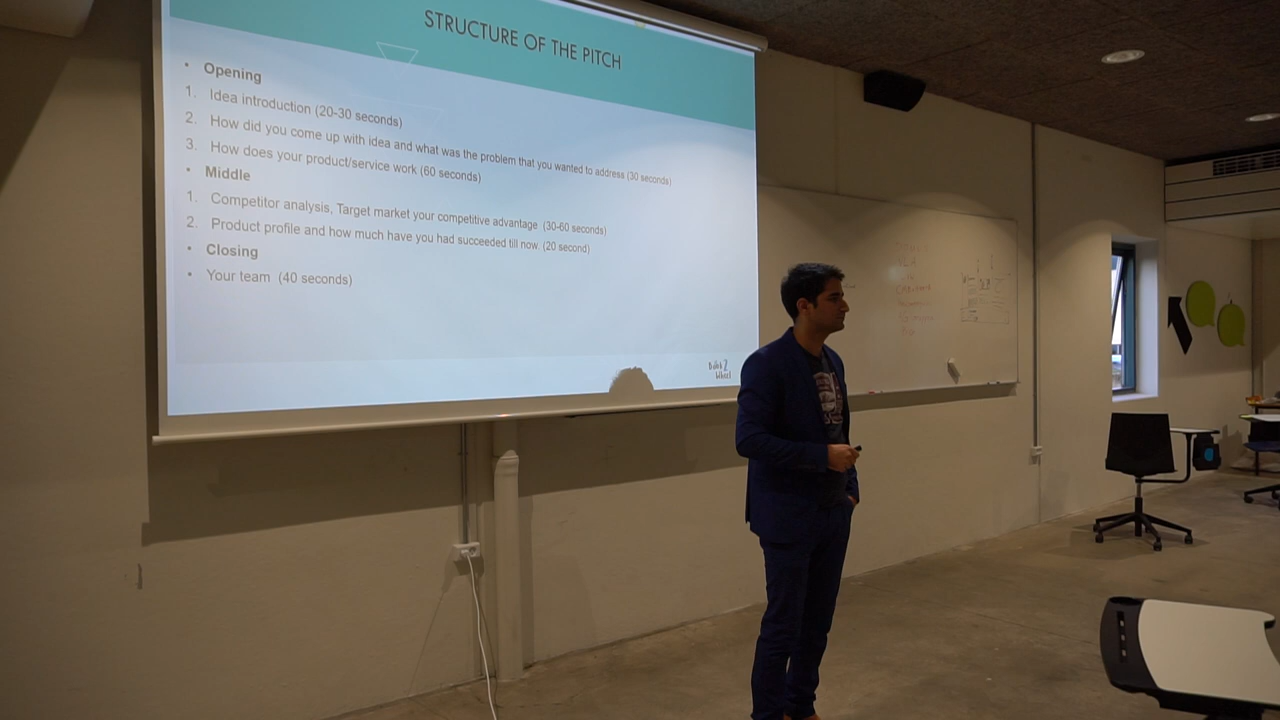 STRUCTURE OF THE PITCH
• Opening
1. Idea introduction (20-30 seconds)
2. How did you come up with idea and what was the problem that you wanted to address (30 seconds)
3. How does your product/service work (60 seconds)
• Middle
1. Competitor analysis, Target market your competitive advantage (30-60 seconds)
2. Product profile and how much have you had succeeded till now. (20 second)
• Closing
• Your team (40 seconds)